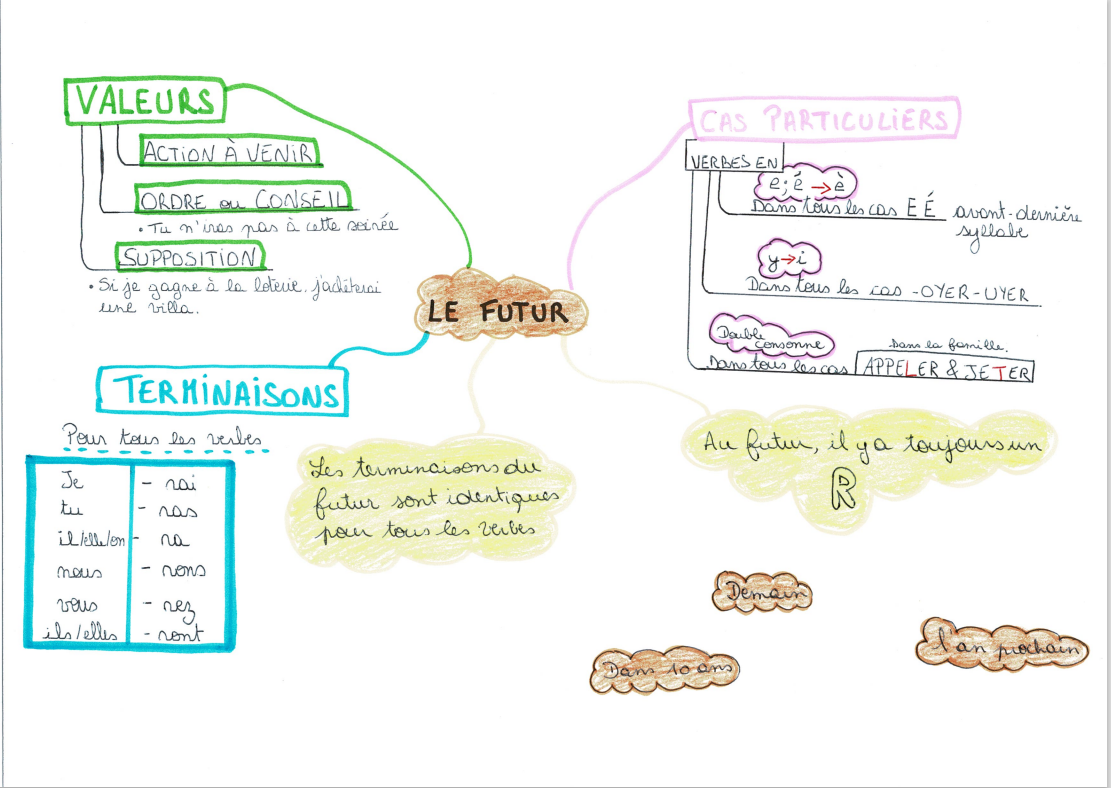 VALEURS
ACTION À VENIR
ORDRE ou CONSEIL
• Tu n'iras pas à cette soirée
SUPPOSITION
• Si je gagne à la loterie, j'achèterai
une villa.
CAS PARTICULIERS
VERBES EN
e; é → è
Dans tous les cas E É avant-dernière
syllabe
y → i
Dans tous les cas -OYER -UYER
Double
consonne
Dans la famille.
Dans tous les cas APPELER & JETER
LE FUTUR
TERMINAISONS
Pour tous les verbes
Je - rai
tu - ras
il/elle/on - ra
nous - rons
vous - rez
ils/elles - ront
Les terminaisons du
futur sont identiques
pour tous les verbes
Au futur, il y a toujours un
R
Demain
Dans 10 ans
l'an prochain